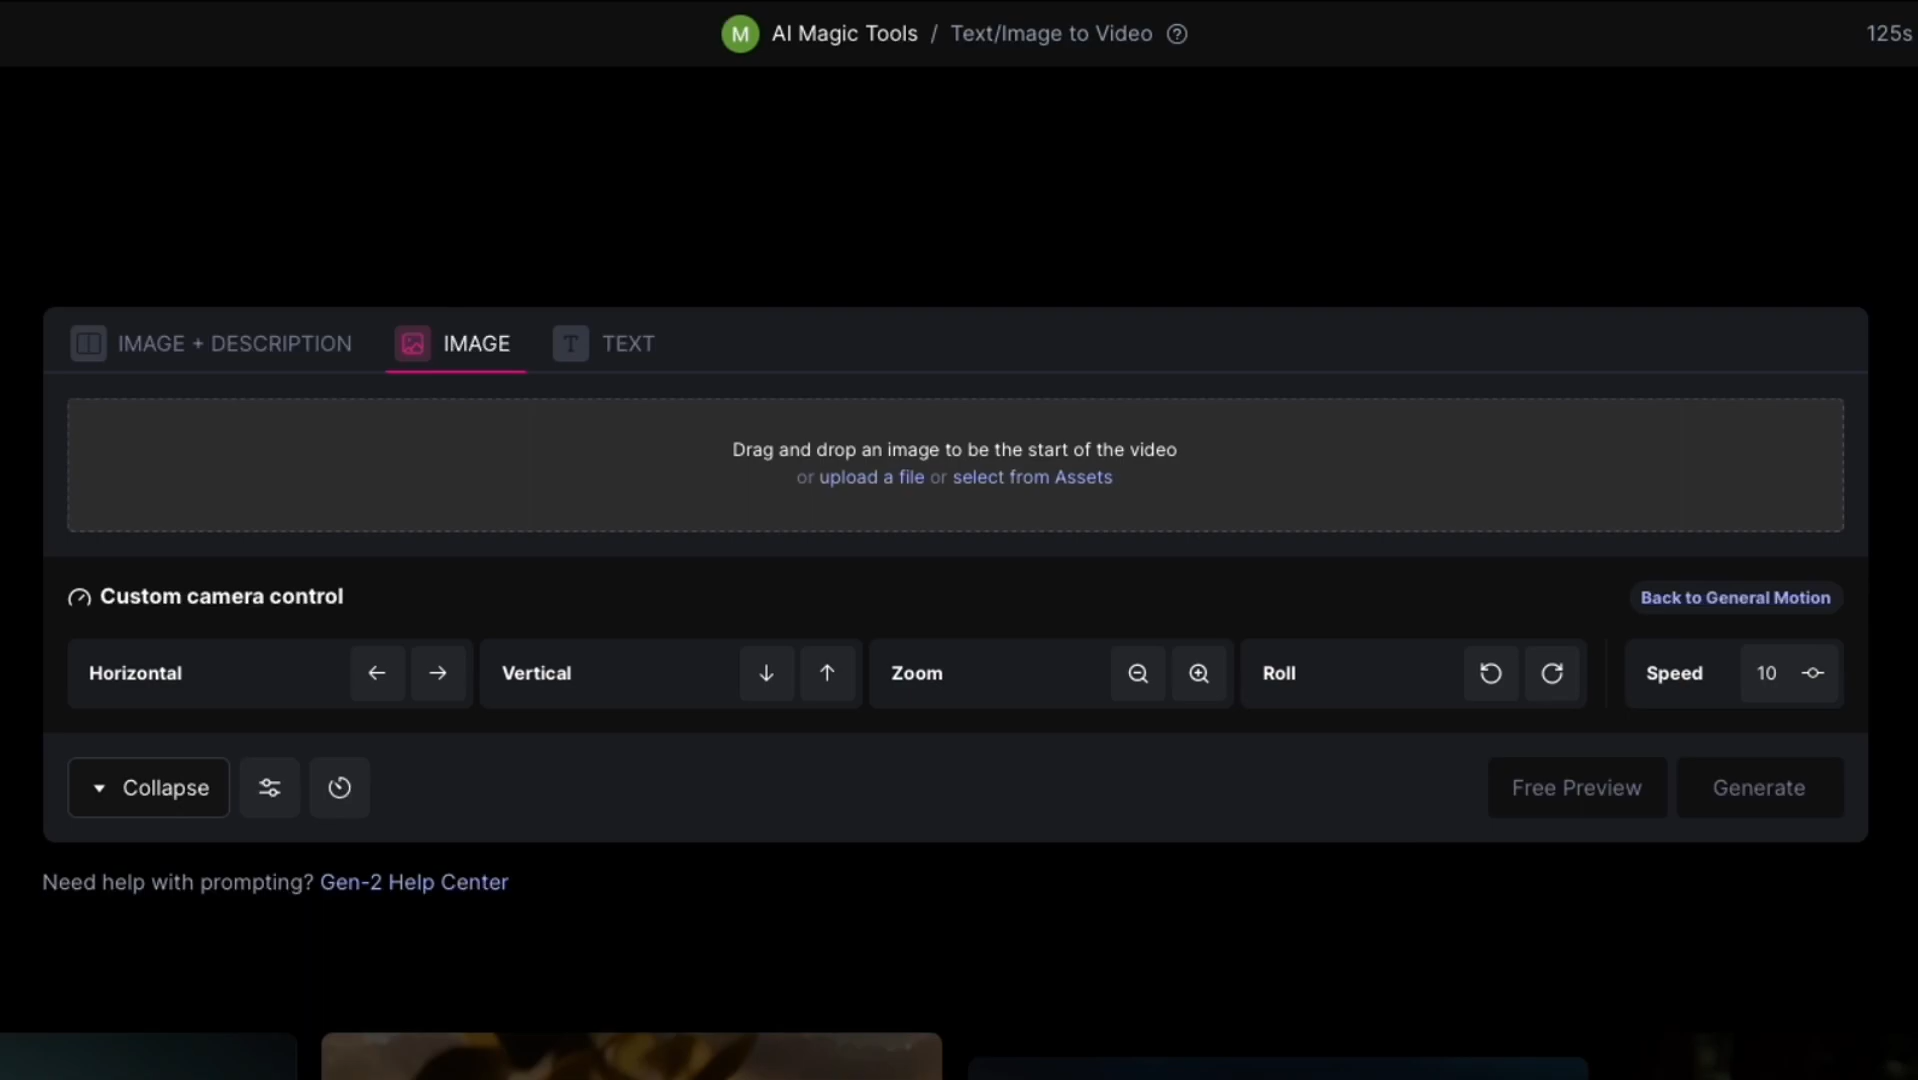 M AI Magic Tools / Text/Image to Video
125s
IMAGE + DESCRIPTION IMAGE T TEXT
Drag and drop an image to be the start of the video
or upload a file or select from Assets
Custom camera control
Back to General Motion
Horizontal Vertical Zoom Roll Speed 10
Collapse Free Preview Generate
Need help with prompting? Gen-2 Help Center